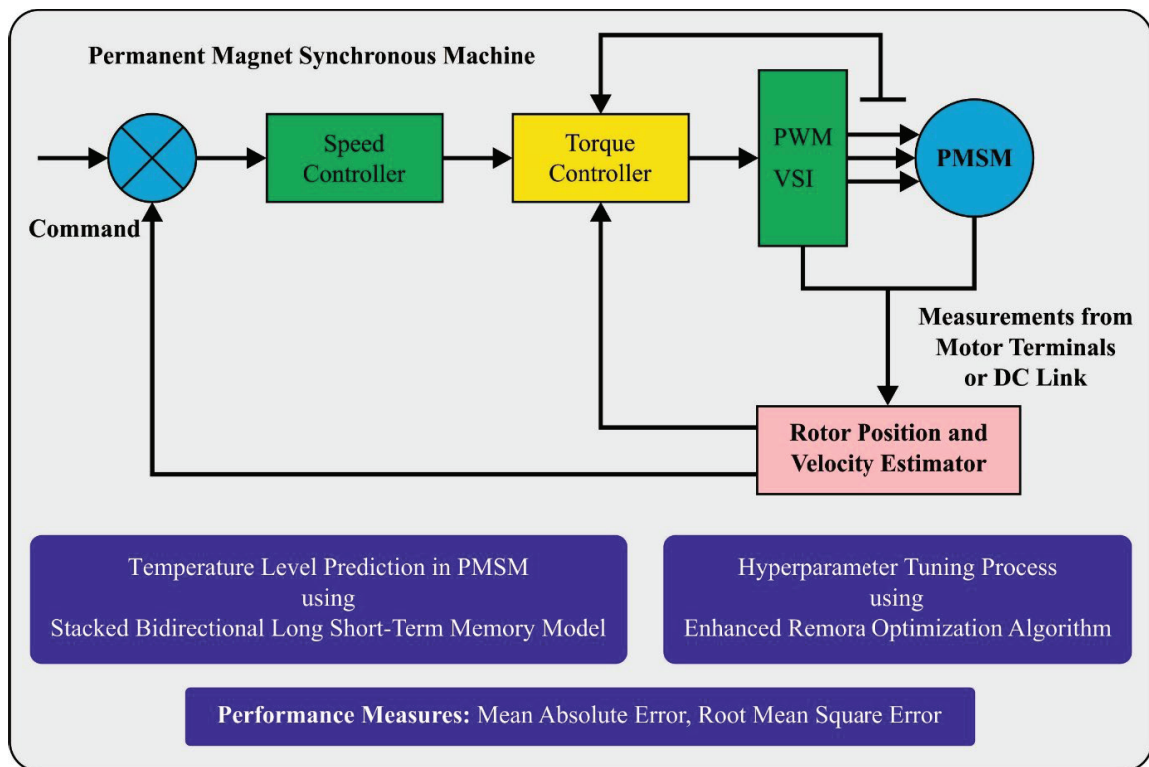 Permanent Magnet Synchronous Machine
Command
Speed
Controller
Torque
Controller
PWM
VSI
PMSM
Measurements from
Motor Terminals
or DC Link
Rotor Position and
Velocity Estimator
Temperature Level Prediction in PMSM
using
Stacked Bidirectional Long Short-Term Memory Model
Hyperparameter Tuning Process
using
Enhanced Remora Optimization Algorithm
Performance Measures: Mean Absolute Error, Root Mean Square Error